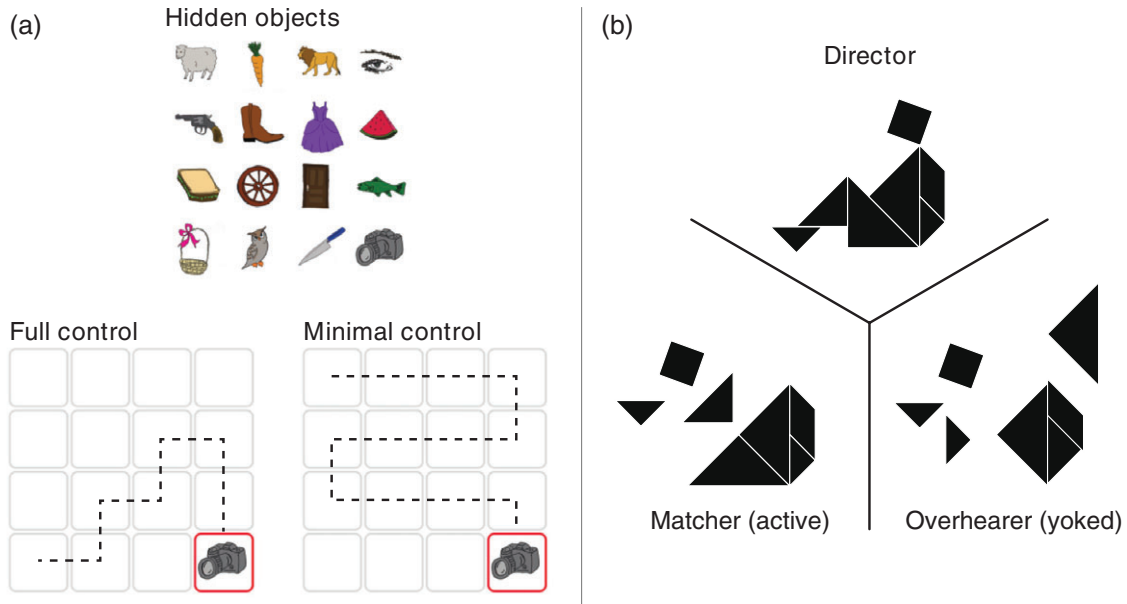 (a)
Hidden objects
Full control
Minimal control
(b)
Director
Matcher (active)
Overhearer (yoked)